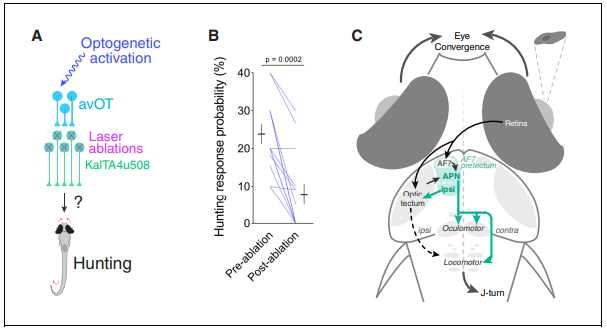 A
Optogenetic
activation
avOT
Laser
ablations
KalTA4u508
?
Hunting
B
p = 0.0002
Hunting response probability (%)
40
30
20
10
0
Pre-ablation
Post-ablation
C
Eye
Convergence
Retina
AF7
AF7
pretectum
APN
ipsi
Optic
tectum
ipsi
Oculomotor
contra
Locomotor
J-turn